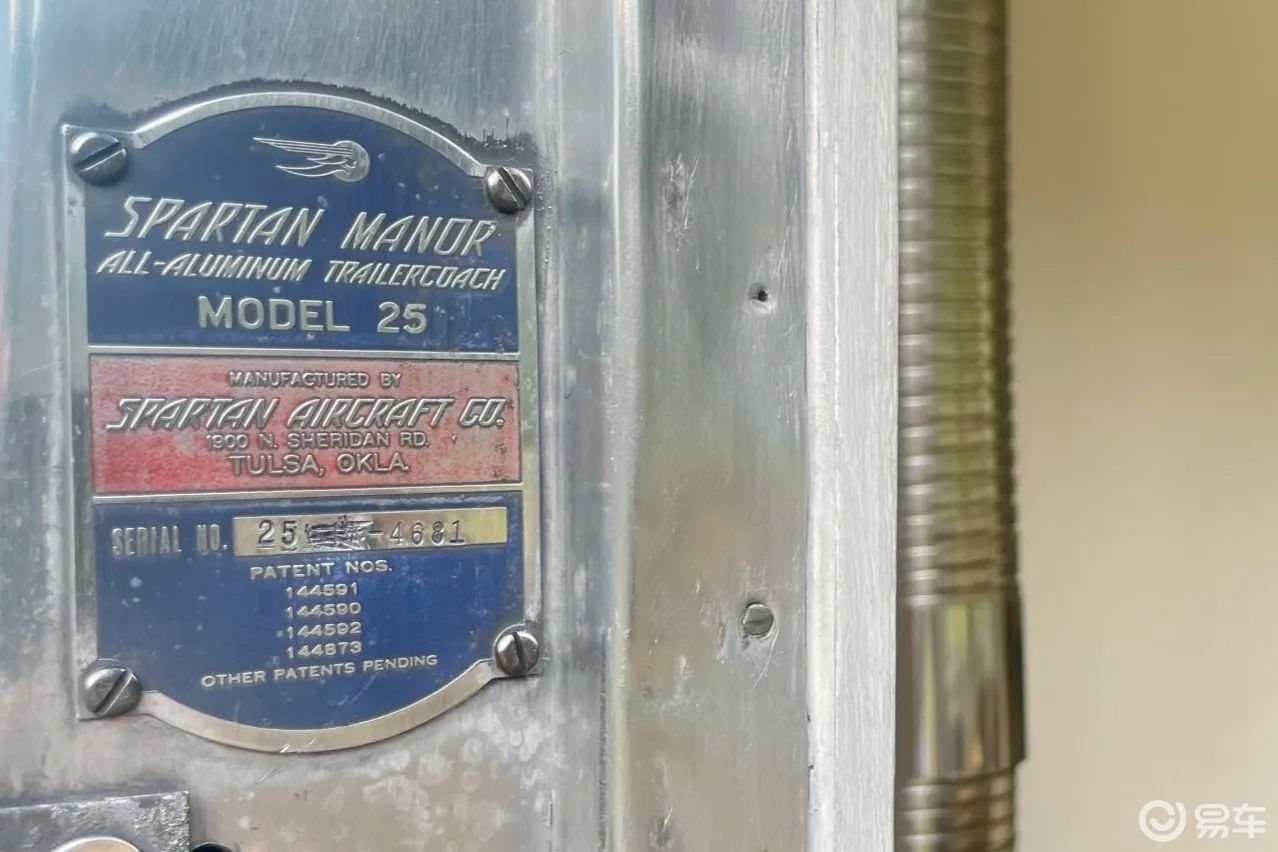 SPARTAN MANOR
ALL-ALUMINUM TRAILERCOACH
MODEL 25
MANUFACTURED BY
SPARTAN AIRCRAFT CO.
1900 N. SHERIDAN RD.
TULSA, OKLA.
SERIAL NO. 25 -4681
PATENT NOS.
144591
144590
144592
144873
OTHER PATENTS PENDING
易车